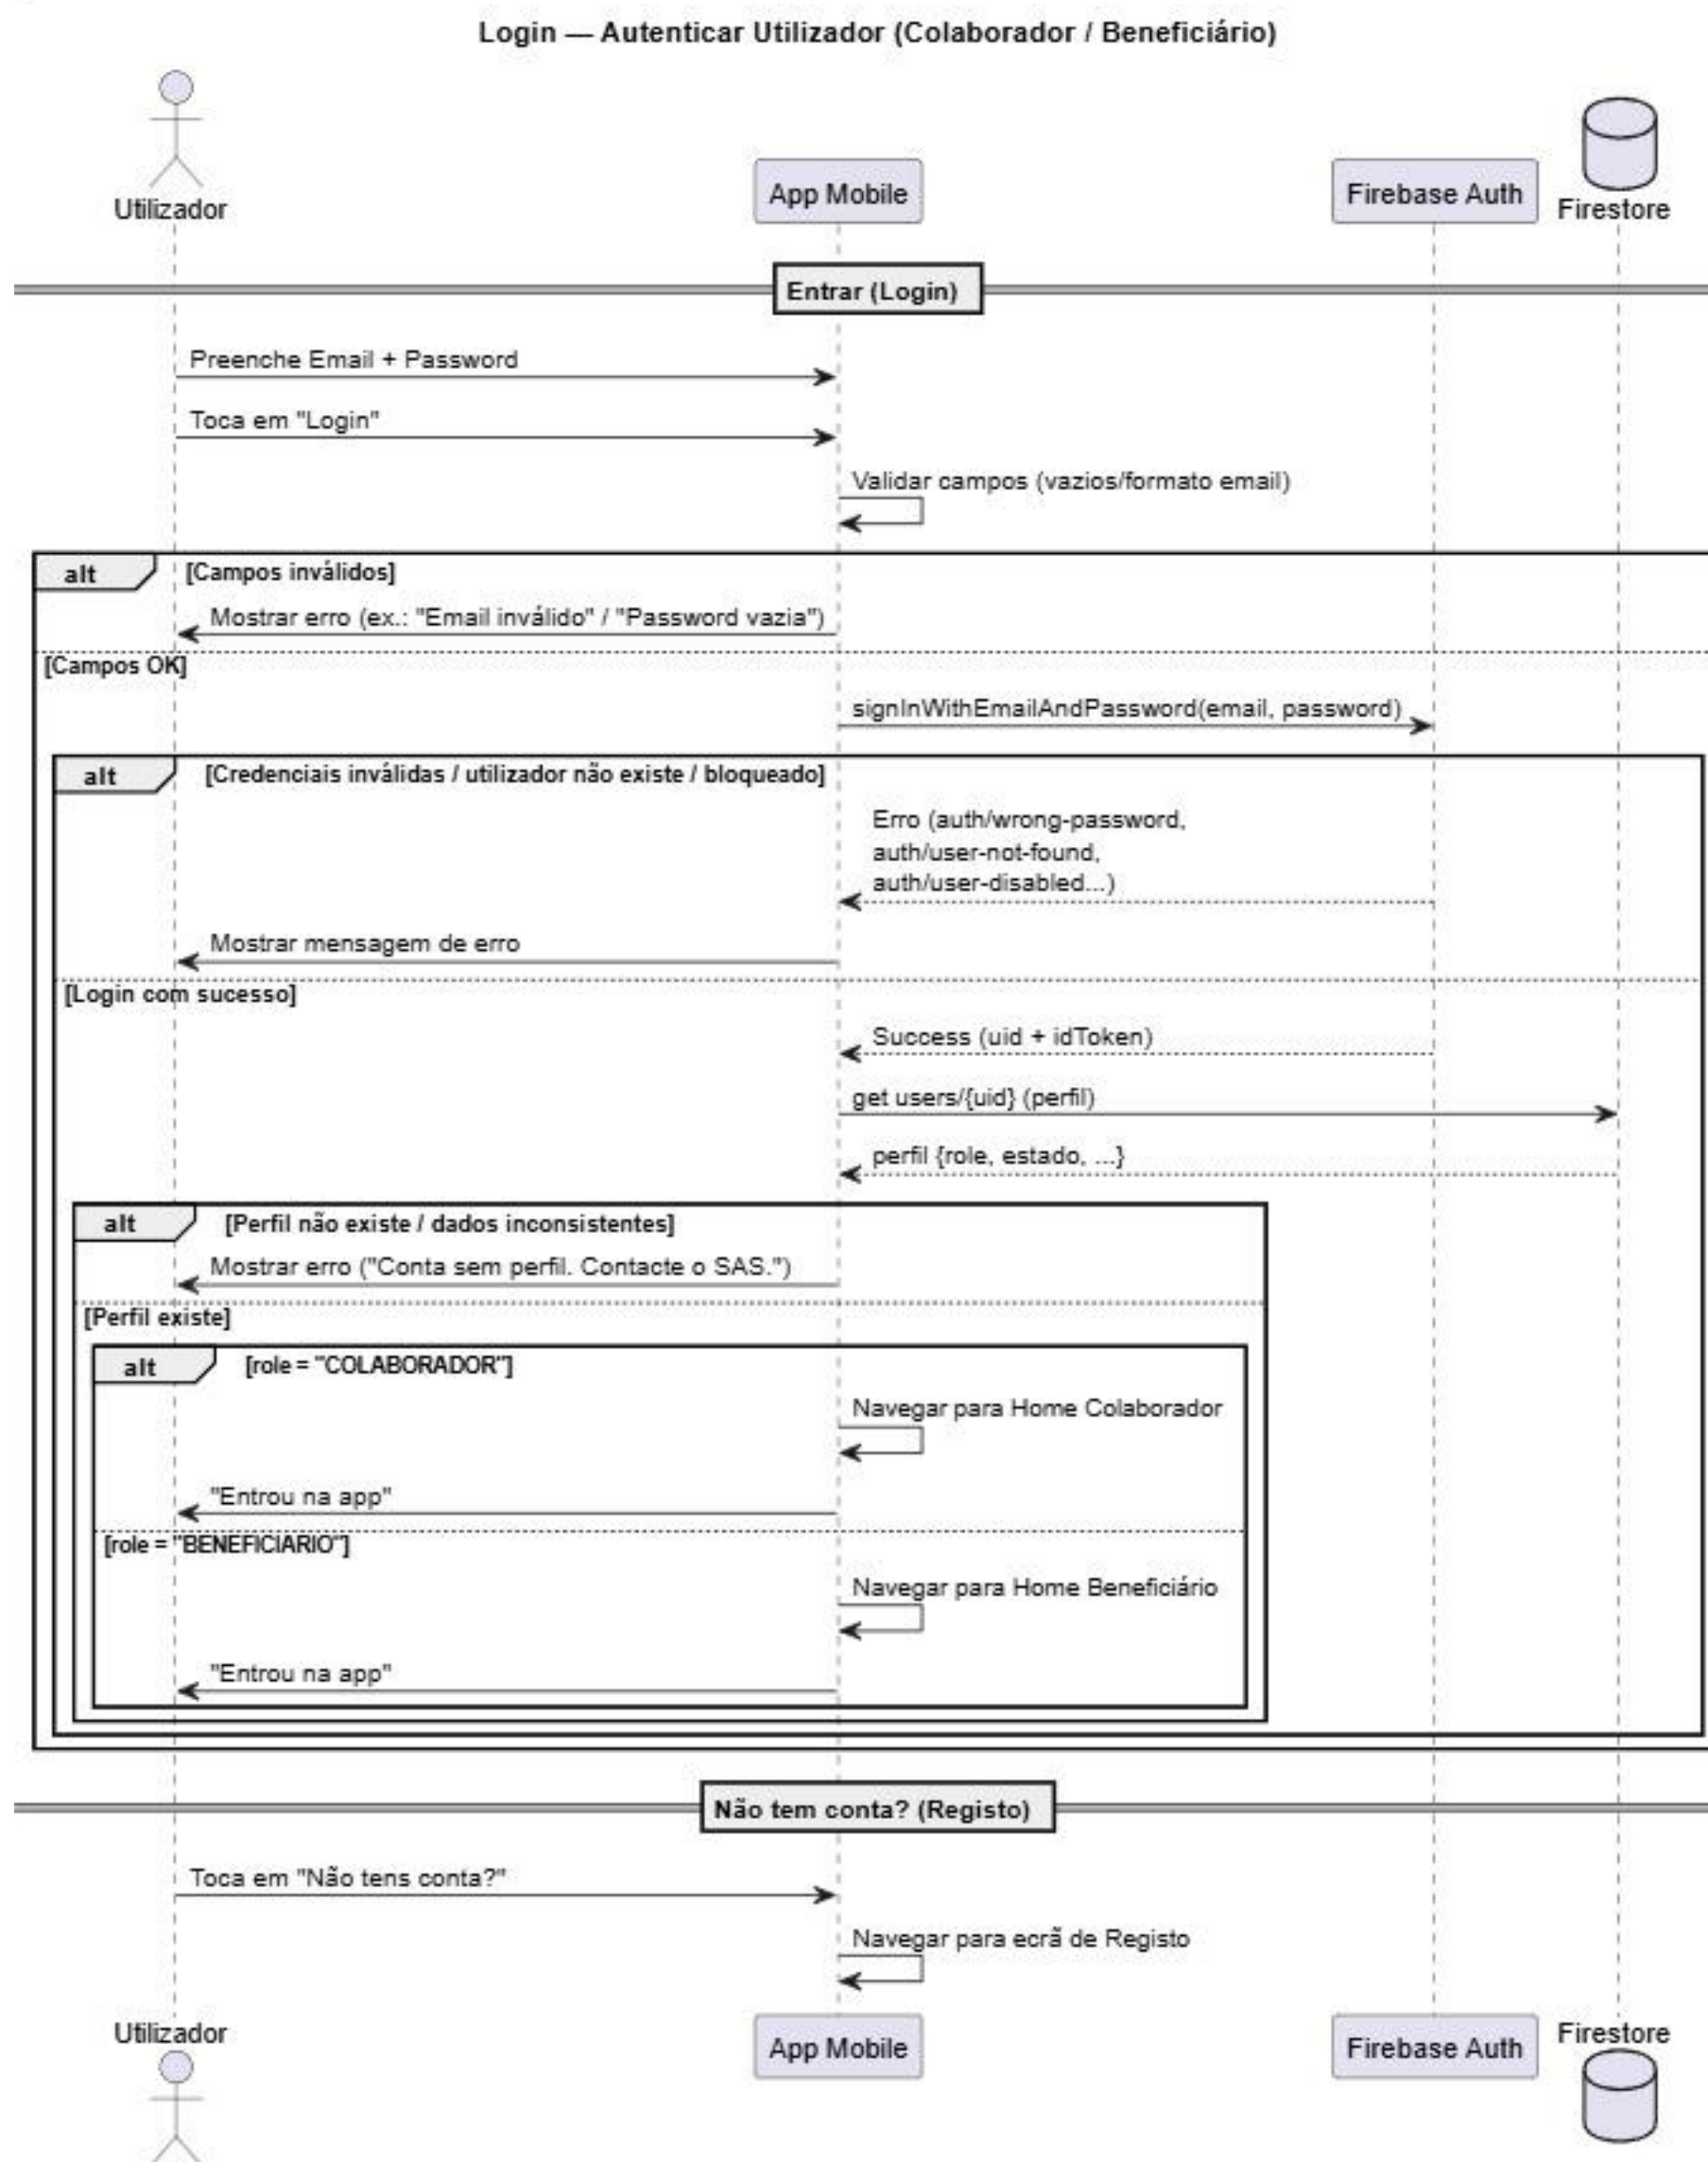 Login — Autenticar Utilizador (Colaborador / Beneficiário)
Utilizador
App Mobile
Firebase Auth
Firestore
Entrar (Login)
Preenche Email + Password
Toca em "Login"
Validar campos (vazios/formato email)
alt
[Campos inválidos]
Mostrar erro (ex.: "Email inválido" / "Password vazia")
[Campos OK]
signInWithEmailAndPassword(email, password)
alt
[Credenciais inválidas / utilizador não existe / bloqueado]
Erro (auth/wrong-password,
auth/user-not-found,
auth/user-disabled...)
Mostrar mensagem de erro
[Login com sucesso]
Success (uid + idToken)
get users/{uid} (perfil)
perfil {role, estado, ...}
alt
[Perfil não existe / dados inconsistentes]
Mostrar erro ("Conta sem perfil. Contacte o SAS.")
[Perfil existe]
alt
[role = "COLABORADOR"]
Navegar para Home Colaborador
"Entrou na app"
[role = "BENEFICIARIO"]
Navegar para Home Beneficiário
"Entrou na app"
Não tem conta? (Registo)
Toca em "Não tens conta?"
Navegar para ecrã de Registo
Utilizador
App Mobile
Firebase Auth
Firestore